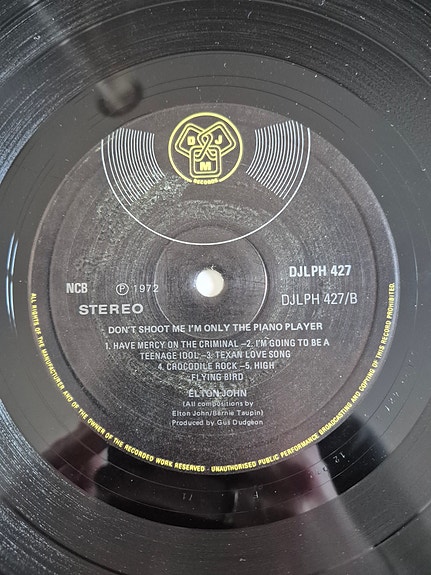 D J
M
RECORDS
DJLPH 427
NCB Ⓟ 1972
STEREO DJLPH 427/B
DON'T SHOOT ME I'M ONLY THE PIANO PLAYER
1. HAVE MERCY ON THE CRIMINAL –2. I'M GOING TO BE A
TEENAGE IDOL –3. TEXAN LOVE SONG
4. CROCODILE ROCK –5. HIGH
FLYING BIRD
ELTON JOHN
(All compositions by
Elton John/Bernie Taupin)
Produced by Gus Dudgeon
ALL RIGHTS OF THE MANUFACTURER AND OF THE OWNER OF THE RECORDED WORK RESERVED - UNAUTHORISED PUBLIC PERFORMANCE BROADCASTING AND COPYING OF THIS RECORD PROHIBITED.